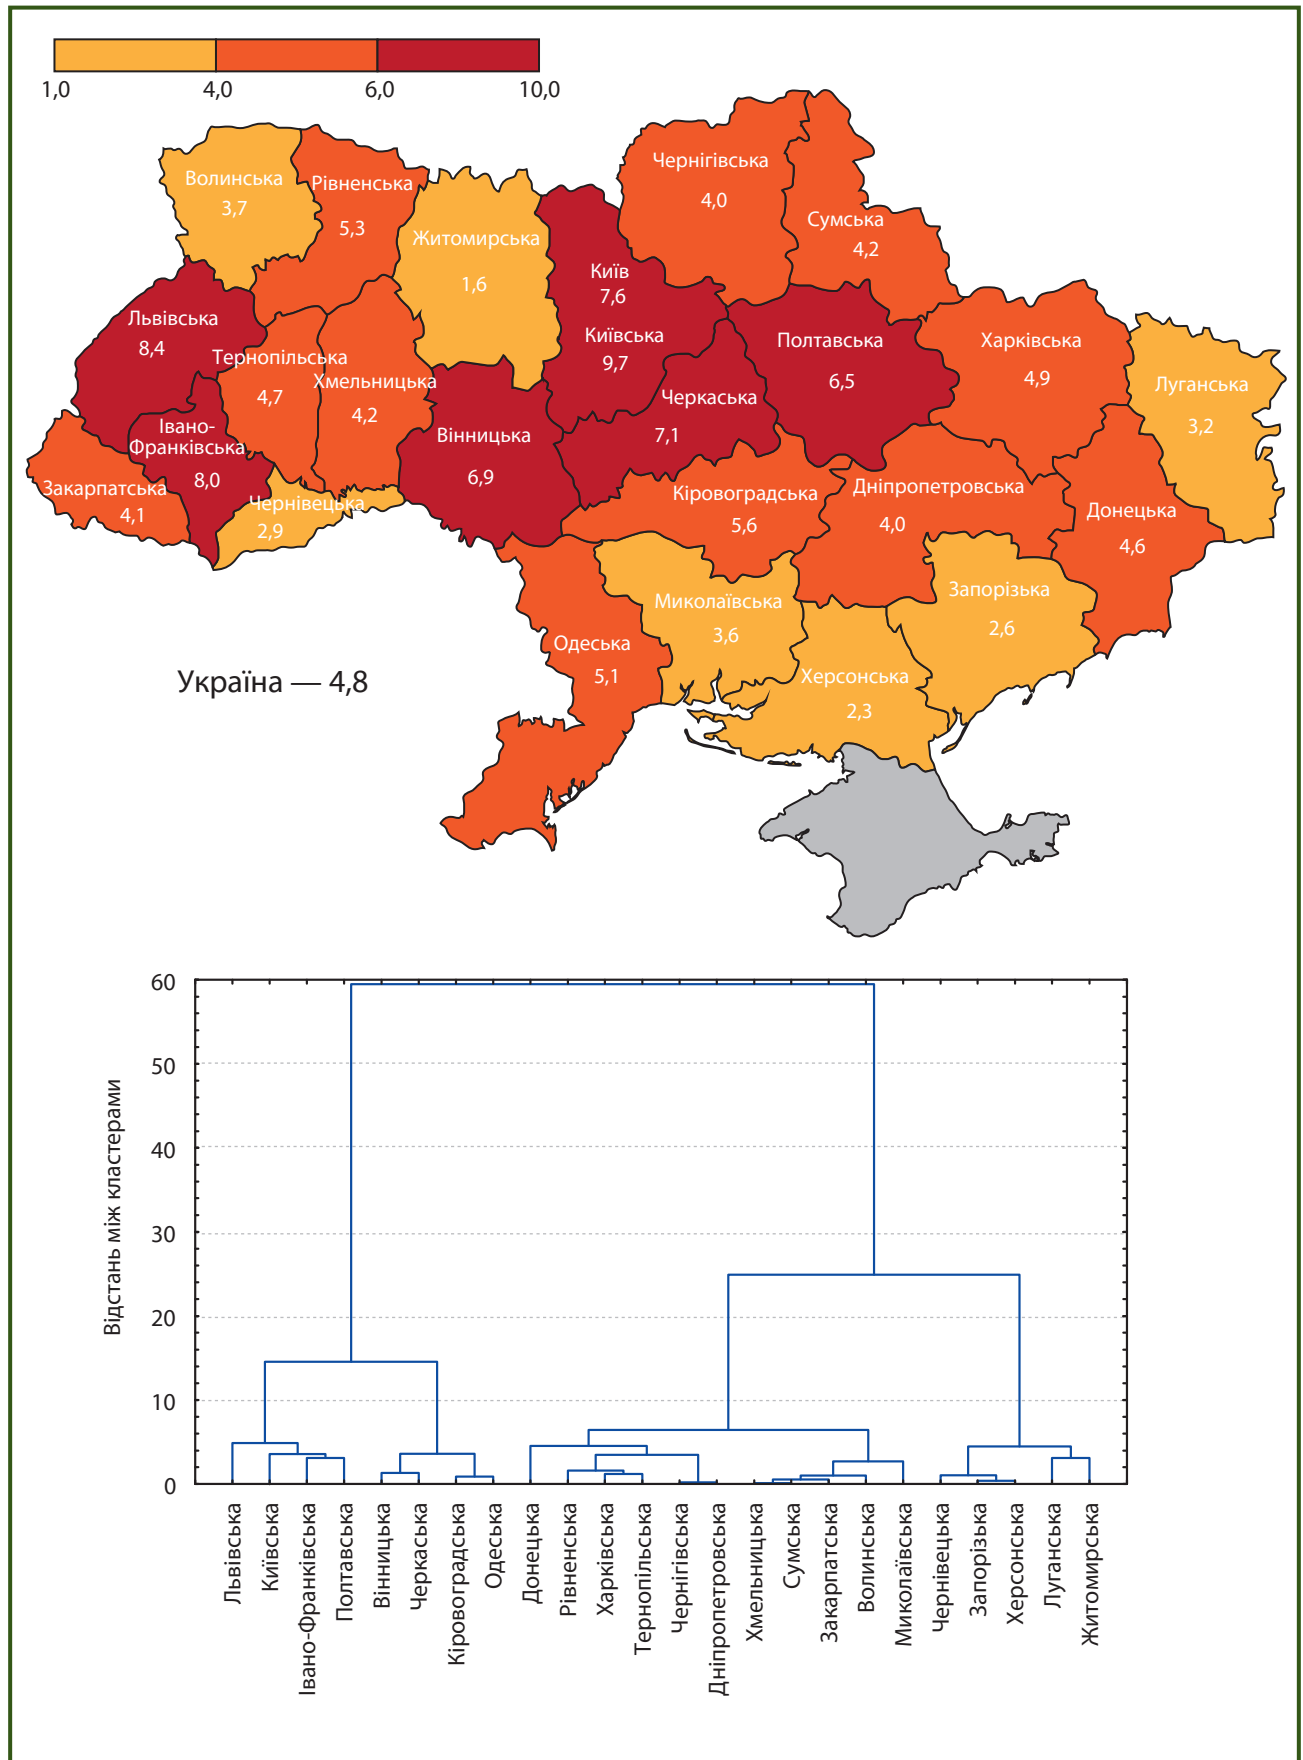 1,0 4,0 6,0 10,0
Чернігівська
4,0
Волинська
3,7
Рівненська
5,3
Сумська
4,2
Житомирська
1,6
Київ
7,6
Київська
9,7
Львівська
8,4
Тернопільська
4,7
Хмельницька
4,2
Полтавська
6,5
Харківська
4,9
Луганська
3,2
Черкаська
7,1
Івано-
Франківська
8,0
Вінницька
6,9
Закарпатська
4,1
Чернівецька
2,9
Кіровоградська
5,6
Дніпропетровська
4,0
Донецька
4,6
Миколаївська
3,6
Запорізька
2,6
Одеська
5,1
Херсонська
2,3
Україна — 4,8
Відстань між кластерами
60
50
40
30
20
10
0
Львівська
Київська
Івано-Франківська
Полтавська
Вінницька
Черкаська
Кіровоградська
Одеська
Донецька
Рівненська
Харківська
Тернопільська
Чернігівська
Дніпропетровська
Хмельницька
Сумська
Закарпатська
Волинська
Миколаївська
Чернівецька
Запорізька
Херсонська
Луганська
Житомирська